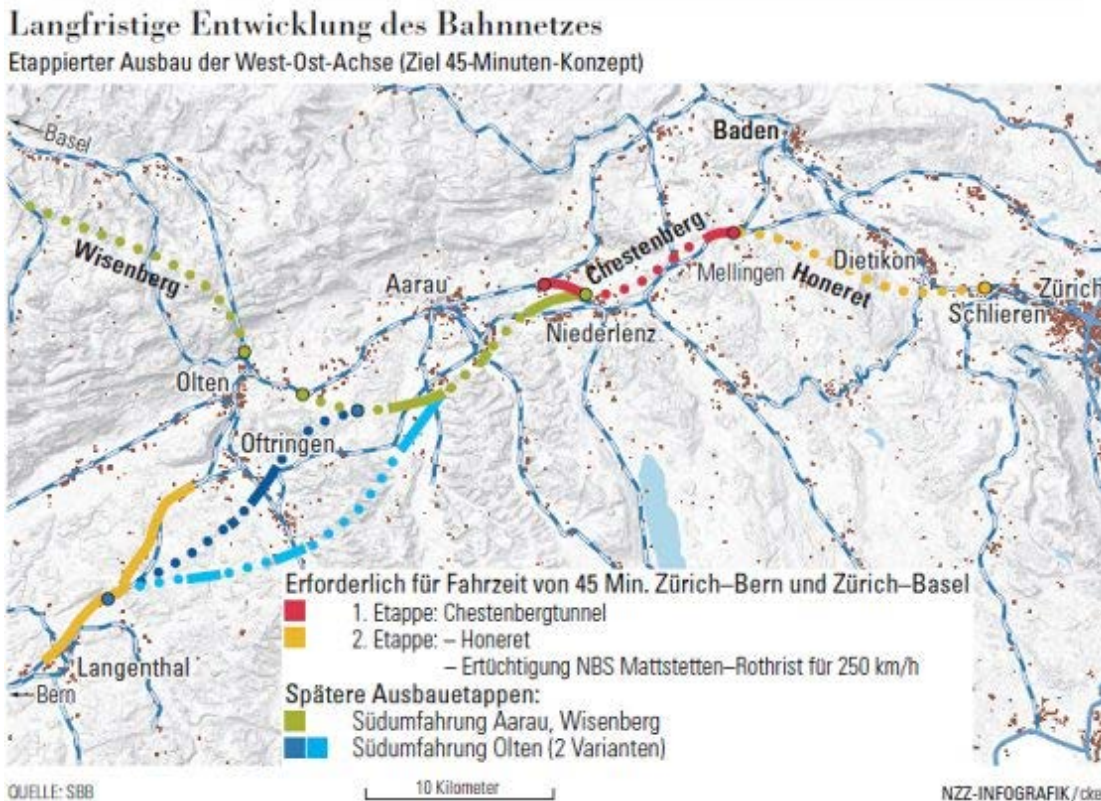 Langfristige Entwicklung des Bahnnetzes
Etappierter Ausbau der West-Ost-Achse (Ziel 45-Minuten-Konzept)
Basel
Baden
Wisenberg
Chestenberg
Aarau
Mellingen
Honeret
Dietikon
Zürich
Schlieren
Niederlenz
Olten
Oftringen
Langenthal
Bern
Erforderlich für Fahrzeit von 45 Min. Zürich–Bern und Zürich–Basel
1. Etappe: Chestenbergtunnel
2. Etappe: – Honeret
– Ertüchtigung NBS Mattstetten–Rothrist für 250 km/h
Spätere Ausbauetappen:
Südumfahrung Aarau, Wisenberg
Südumfahrung Olten (2 Varianten)
QUELLE: SBB
10 Kilometer
NZZ-INFOGRAFIK/cke